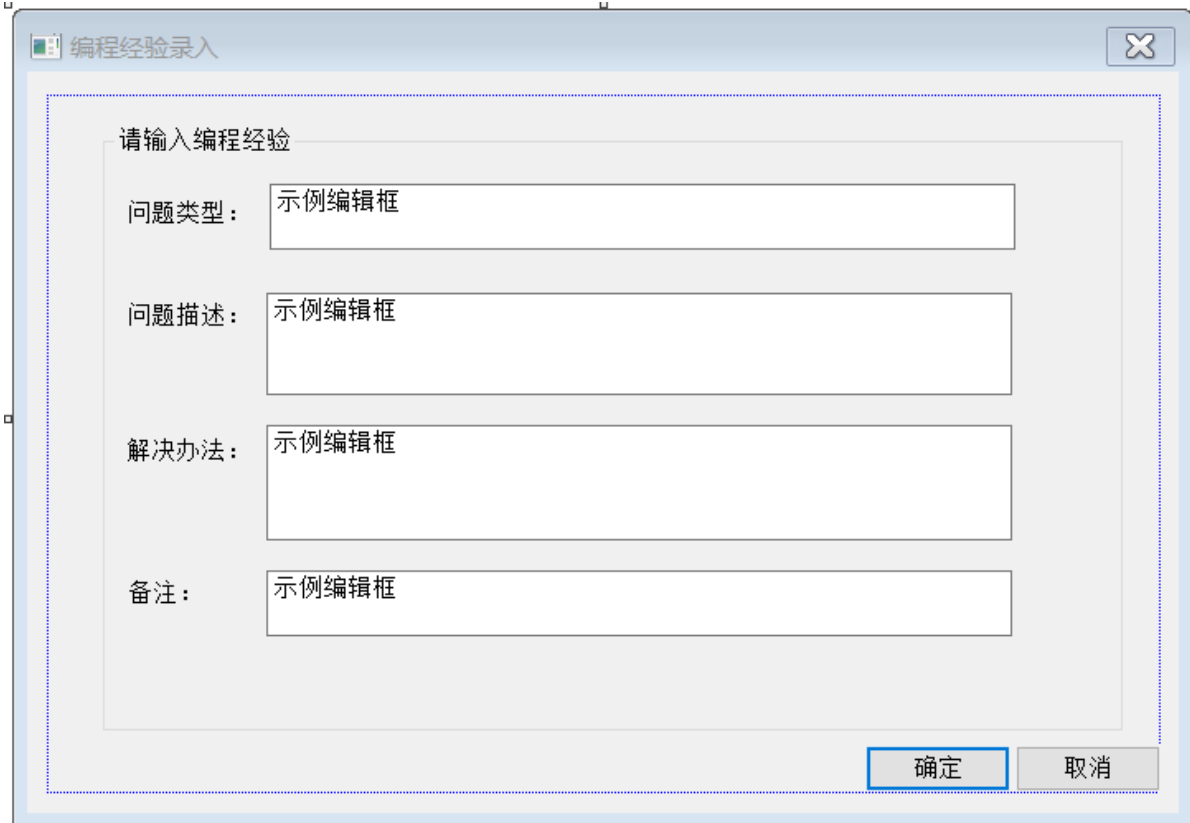 编程经验录入
请输入编程经验
问题类型：
示例编辑框
问题描述：
示例编辑框
解决办法：
示例编辑框
备注：
示例编辑框
确定
取消